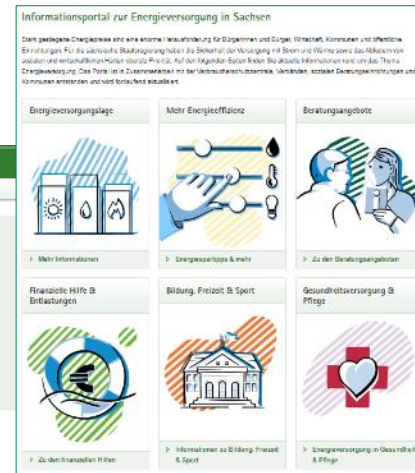 Informationsportal zur Energieversorgung in Sachsen
Stark gestiegene Energiepreise sind eine enorme Herausforderung für Bürgerinnen und Bürger, Wirtschaft, Kommunen und öffentliche
Einrichtungen. Für die sächsische Staatsregierung haben die Sicherheit der Versorgung mit Strom und Wärme sowie das Abfedern von
sozialen und wirtschaftlichen Härten oberste Priorität. Auf den folgenden Seiten finden Sie aktuelle Informationen rund um das Thema
Energieversorgung. Das Portal ist in Zusammenarbeit mit der Verbraucherschutzzentrale, Verbänden, sozialen Beratungseinrichtungen und
Kommunen entstanden und wird fortlaufend aktualisiert.
Energieversorgungslage
Mehr Energieeffizienz
Beratungsangebote
Mehr Informationen
Energiespartipps & mehr
Zu den Beratungsangeboten
Finanzielle Hilfe &
Entlastungen
Bildung, Freizeit & Sport
Gesundheitsversorgung &
Pflege
Zu den finanziellen Hilfen
Informationen zu Bildung, Freizeit
& Sport
Energieversorgung in Gesundheit
& Pflege